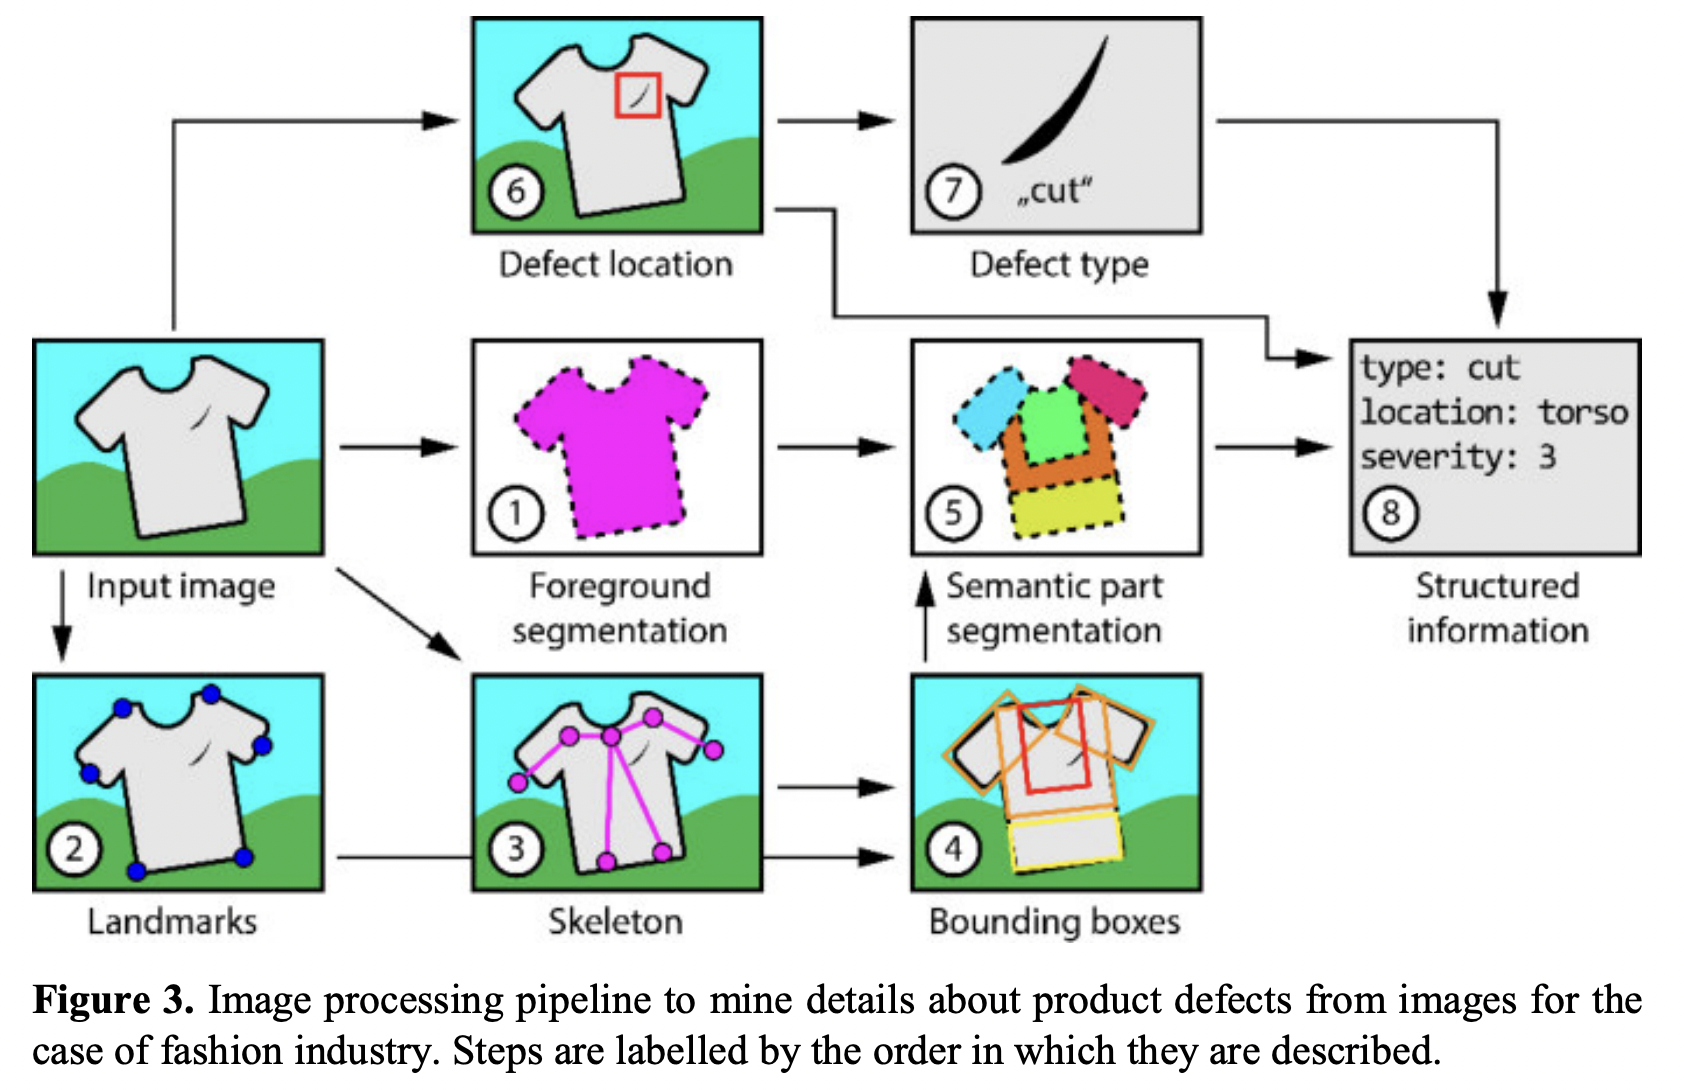 6
Defect location
7
„cut“
Defect type
Input image
1
Foreground
segmentation
5
Semantic part
segmentation
type: cut
location: torso
severity: 3
8
Structured
information
2
Landmarks
3
Skeleton
4
Bounding boxes
Figure 3. Image processing pipeline to mine details about product defects from images for the
case of fashion industry. Steps are labelled by the order in which they are described.